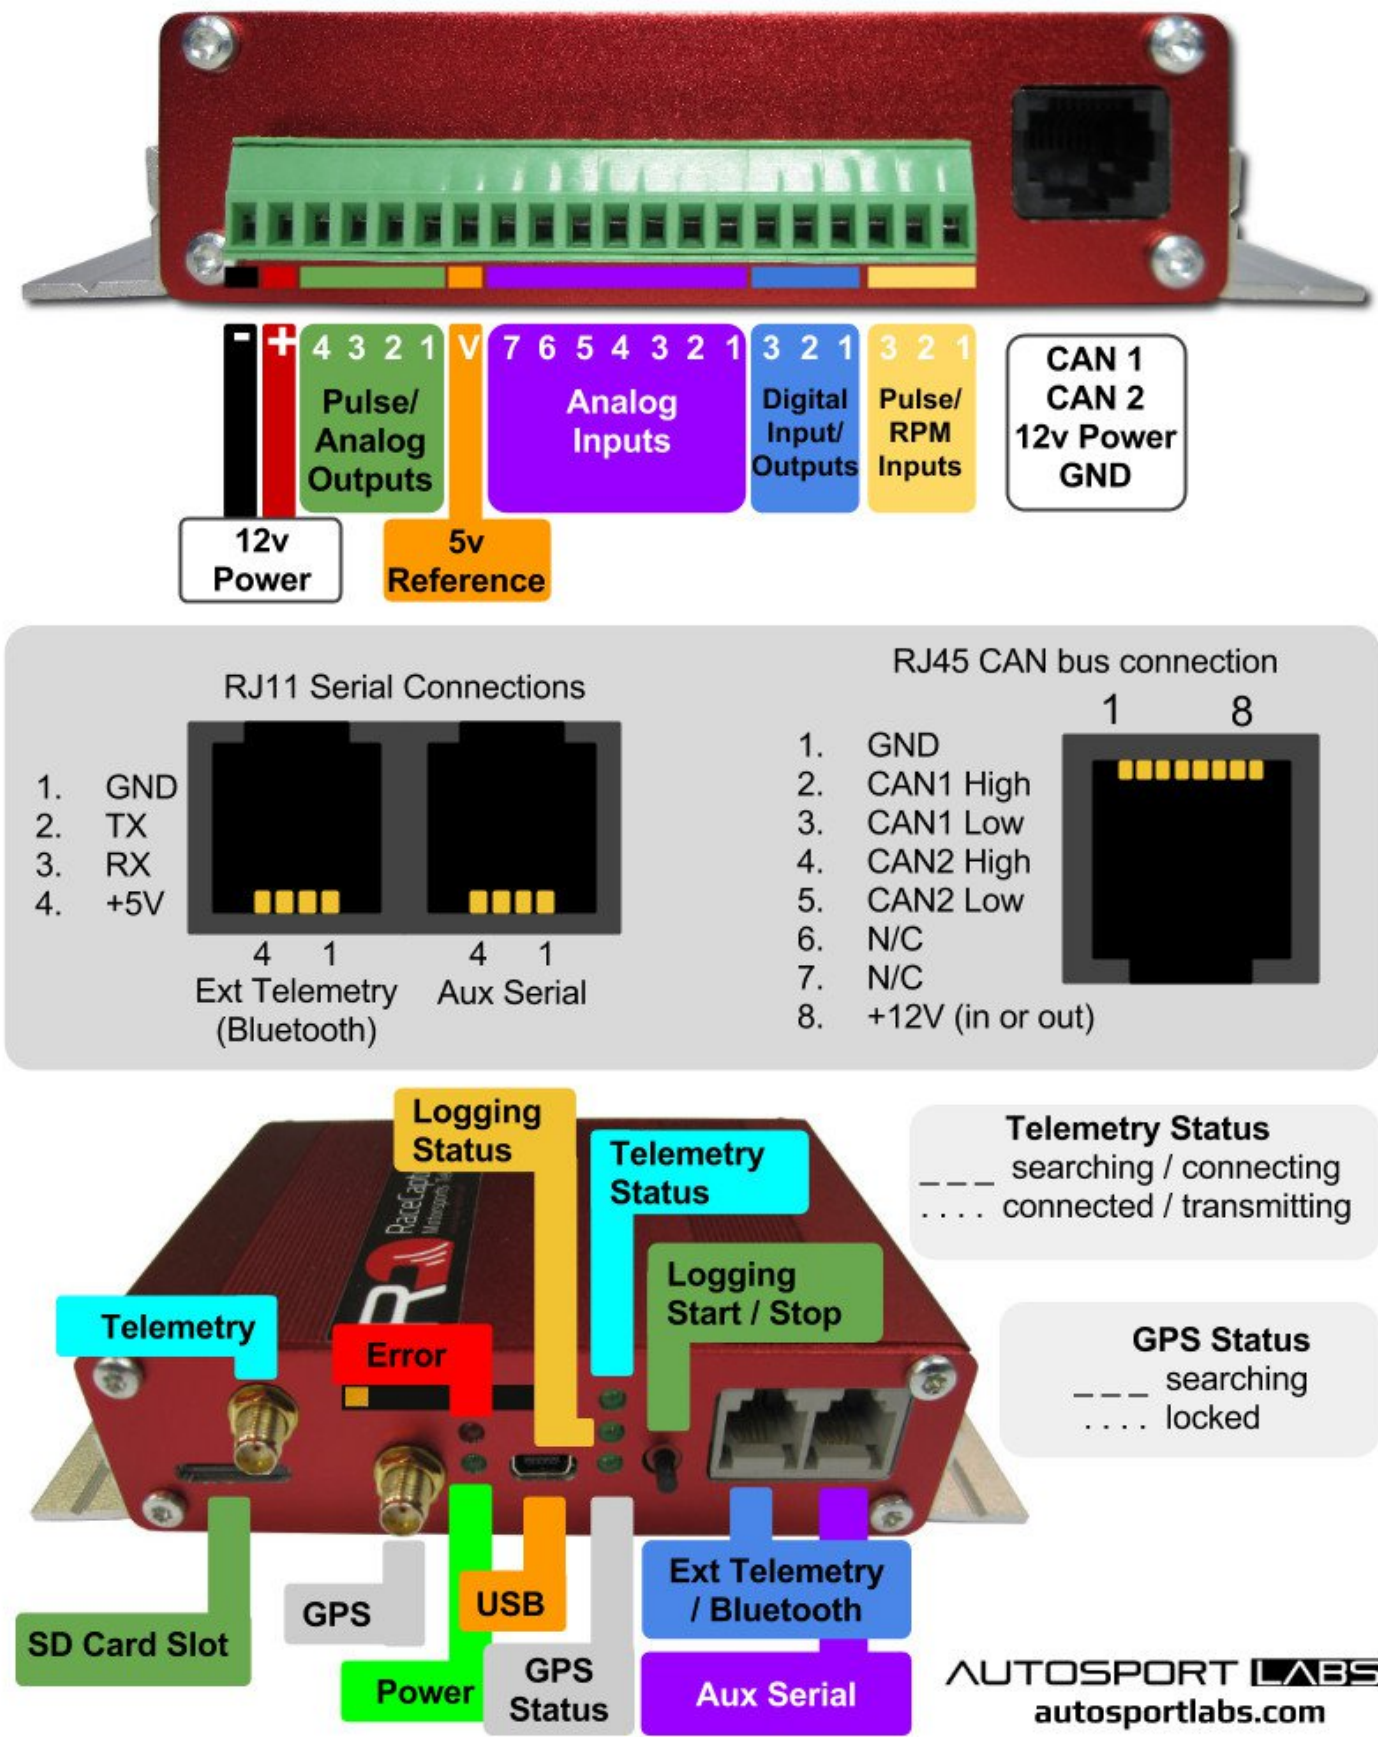 - + 4 3 2 1 V 7 6 5 4 3 2 1 3 2 1 3 2 1
Pulse/
Analog
Outputs
Analog
Inputs
Digital
Input/
Outputs
Pulse/
RPM
Inputs
CAN 1
CAN 2
12v Power
GND
12v
Power
5v
Reference
RJ11 Serial Connections
1. GND
2. TX
3. RX
4. +5V
4 1
Ext Telemetry
(Bluetooth)
4 1
Aux Serial
RJ45 CAN bus connection
1 8
1. GND
2. CAN1 High
3. CAN1 Low
4. CAN2 High
5. CAN2 Low
6. N/C
7. N/C
8. +12V (in or out)
Logging
Status
Telemetry
Status
Logging
Start / Stop
Telemetry
Error
RaceCapt
Motorsports
Telemetry Status
_ _ _ searching / connecting
. . . . connected / transmitting
GPS Status
_ _ _ searching
. . . . locked
SD Card Slot
GPS
Power
USB
GPS
Status
Ext Telemetry
/ Bluetooth
Aux Serial
AUTOSPORT LABS
autosportlabs.com